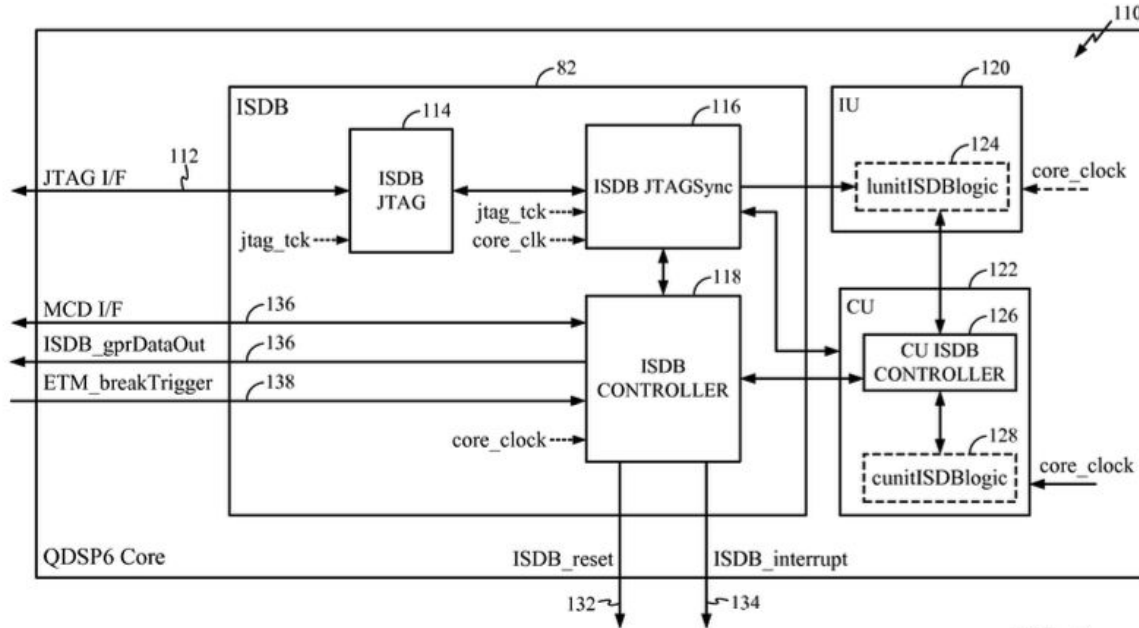 110
82
120
ISDB
114
116
IU
112
124
JTAG I/F
ISDB
JTAG
ISDB JTAGSync
IunitISDBlogic
core_clock
jtag_tck
jtag_tck
core_clk
118
122
MCD I/F
136
CU
126
ISDB_gprDataOut
136
ISDB
CONTROLLER
CU ISDB
CONTROLLER
ETM_breakTrigger
138
128
core_clock
cunitISDBlogic
core_clock
QDSP6 Core
ISDB_reset
ISDB_interrupt
132
134